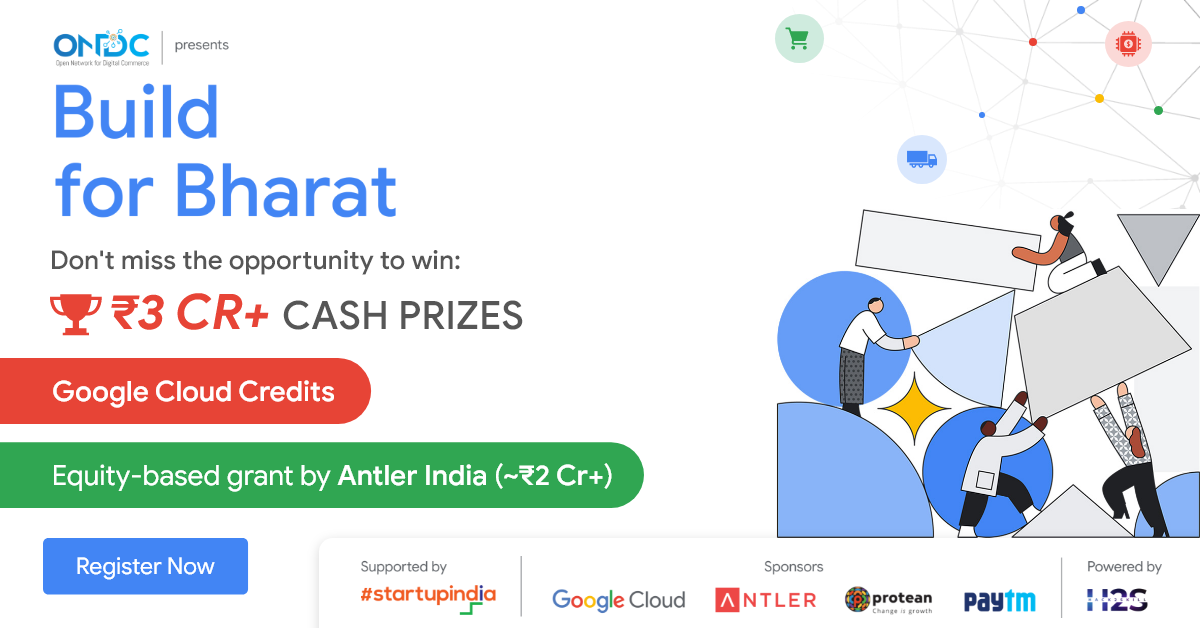 ONDC
Open Network for Digital Commerce
presents
Build
for Bharat
Don't miss the opportunity to win:
₹3 CR+ CASH PRIZES
Google Cloud Credits
Equity-based grant by Antler India (~₹2 Cr+)
Register Now
Supported by
#startupindia
Sponsors
Google Cloud
ANTLER
protean
Change is growth
paytm
Powered by
H2S
HACK2SKILL